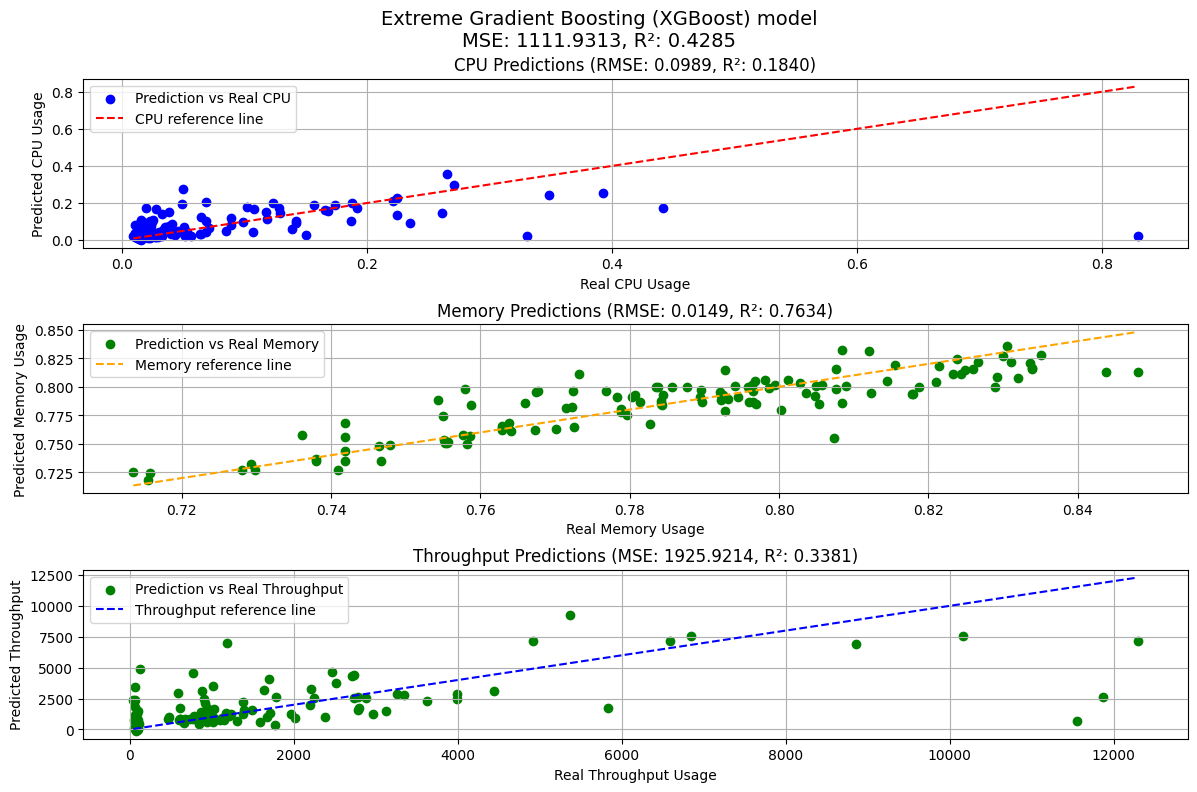 Extreme Gradient Boosting (XGBoost) model
MSE: 1111.9313, R²: 0.4285
CPU Predictions (RMSE: 0.0989, R²: 0.1840)
Prediction vs Real CPU
CPU reference line
Predicted CPU Usage
0.8
0.6
0.4
0.2
0.0
0.0 0.2 0.4 0.6 0.8
Real CPU Usage
Memory Predictions (RMSE: 0.0149, R²: 0.7634)
Prediction vs Real Memory
Memory reference line
Predicted Memory Usage
0.850
0.825
0.800
0.775
0.750
0.725
0.72 0.74 0.76 0.78 0.80 0.82 0.84
Real Memory Usage
Throughput Predictions (MSE: 1925.9214, R²: 0.3381)
Prediction vs Real Throughput
Throughput reference line
Predicted Throughput
12500
10000
7500
5000
2500
0
0 2000 4000 6000 8000 10000 12000
Real Throughput Usage